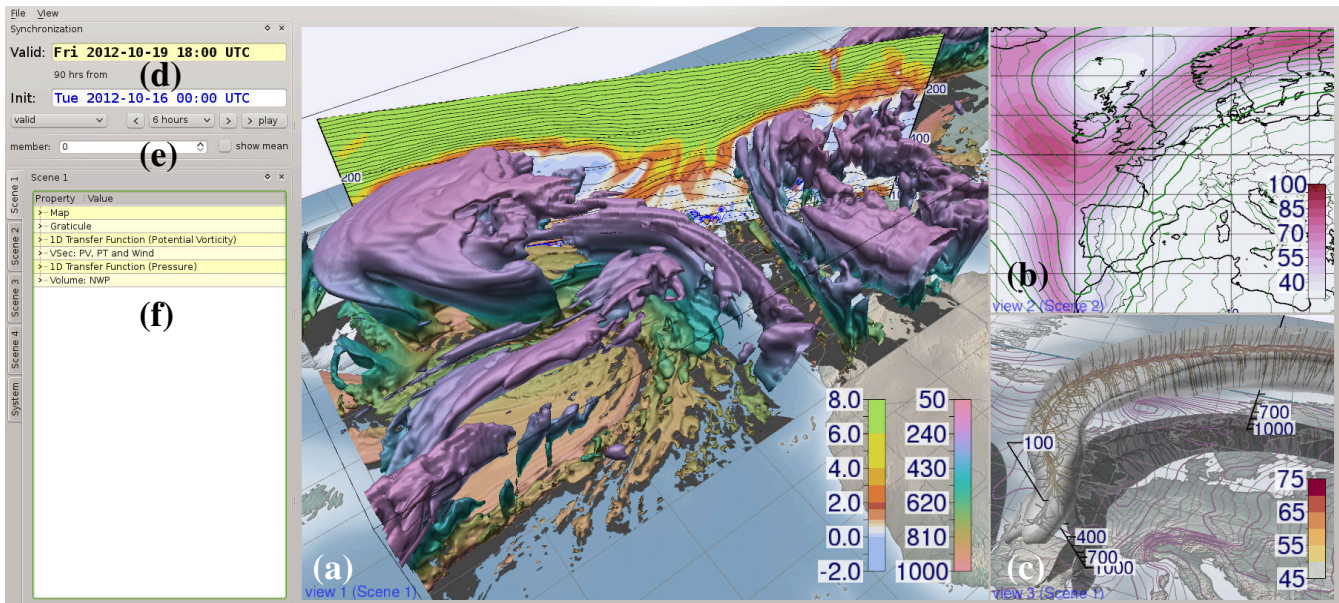 File View
Synchronization
Valid: Fri 2012-10-19 18:00 UTC
(d)
90 hrs from
Init: Tue 2012-10-16 00:00 UTC
valid < 6 hours > > play
(e)
member: 0 show mean
Scene 1
Scene 1
Scene 2
Scene 3
Scene 4
System
Property Value
Map
Graticule
1D Transfer Function (Potential Vorticity)
VSec: PV, PT and Wind
1D Transfer Function (Pressure)
Volume: NWP
(f)
200
200
400
8.0
6.0
4.0
2.0
0.0
-2.0
50
240
430
620
810
1000
(a)
view 1 (Scene 1)
100
85
70
55
40
(b)
view 2 (Scene 2)
100
700
1000
400
700
1000
75
65
55
45
(c)
view 3 (Scene 1)